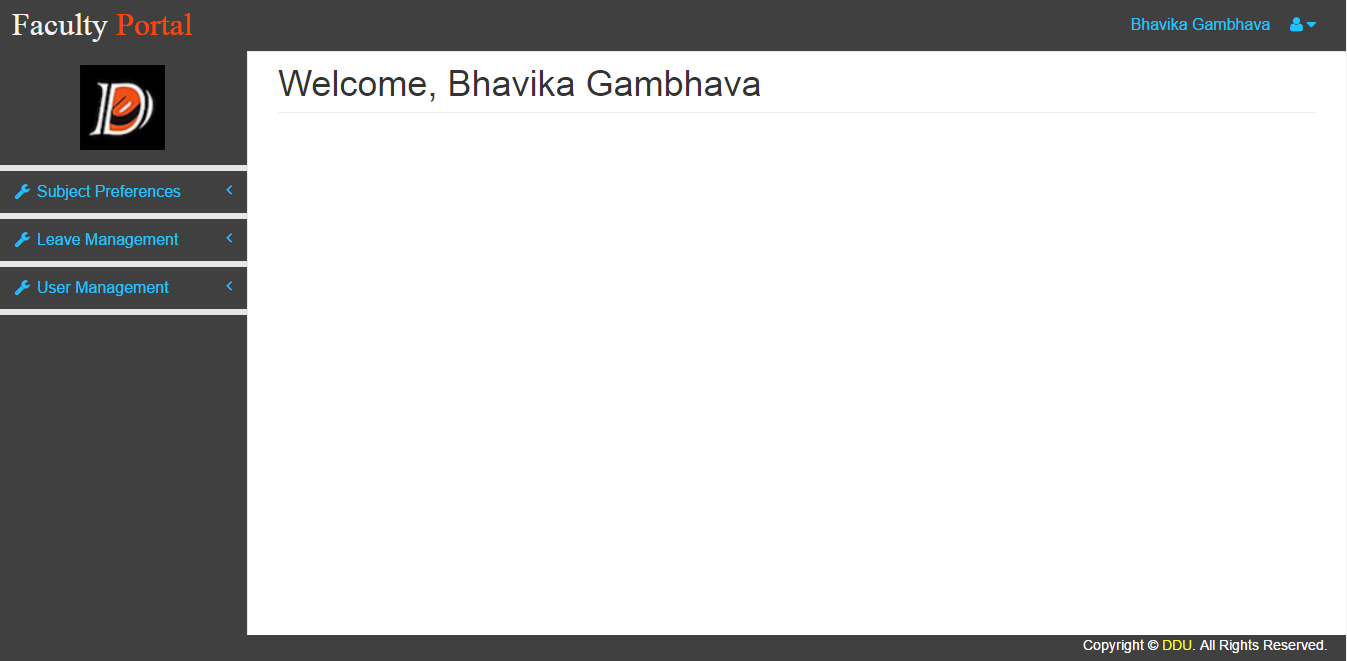 Faculty Portal
Bhavika Gambhava
Welcome, Bhavika Gambhava
Subject Preferences
Leave Management
User Management
Copyright © DDU. All Rights Reserved.